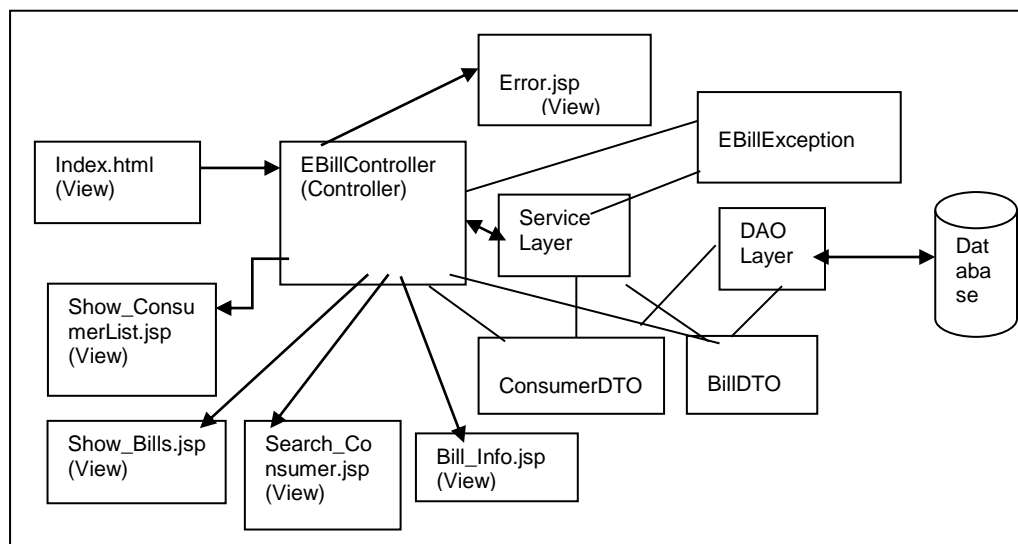 Error.jsp
(View)
EBillException
Index.html
(View)
EBillController
(Controller)
Service
Layer
DAO
Layer
Dat
aba
se
Show_Consu
merList.jsp
(View)
ConsumerDTO
BillDTO
Show_Bills.jsp
(View)
Search_Co
nsumer.jsp
(View)
Bill_Info.jsp
(View)